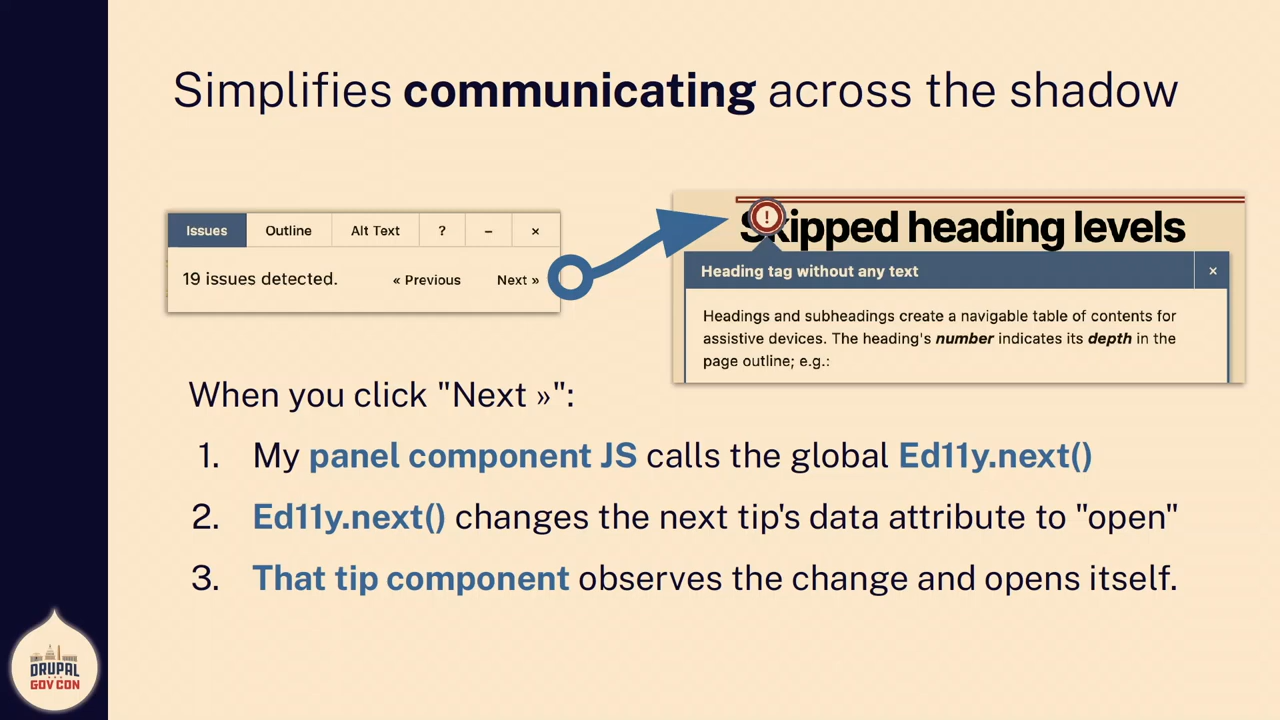 Simplifies communicating across the shadow
Issues Outline Alt Text ? – ×
19 issues detected. « Previous Next »
Skipped heading levels
Heading tag without any text ×
Headings and subheadings create a navigable table of contents for
assistive devices. The heading's number indicates its depth in the
page outline; e.g.:
When you click "Next »":
1. My panel component JS calls the global Ed11y.next()
2. Ed11y.next() changes the next tip's data attribute to "open"
3. That tip component observes the change and opens itself.
DRUPAL
GOV CON